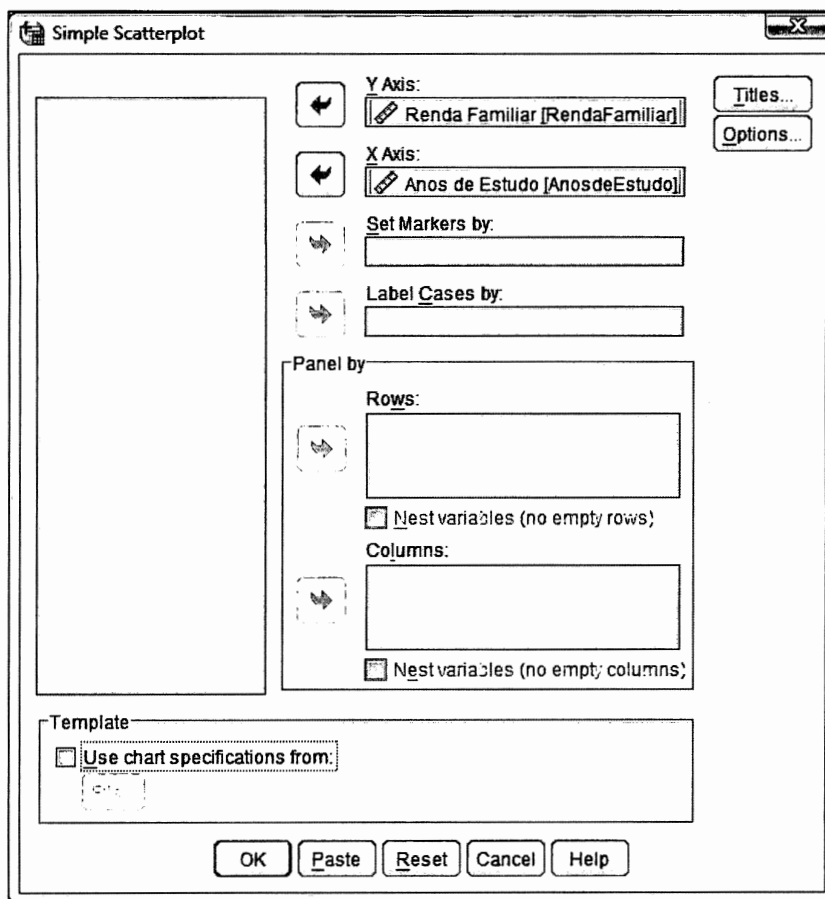 Simple Scatterplot
Y Axis:
Renda Familiar [RendaFamiliar]
Titles...
Options...
X Axis:
Anos de Estudo [AnosdeEstudo]
Set Markers by:
Label Cases by:
Panel by
Rows:
Nest variables (no empty rows)
Columns:
Nest variables (no empty columns)
Template
Use chart specifications from:
OK Paste Reset Cancel Help